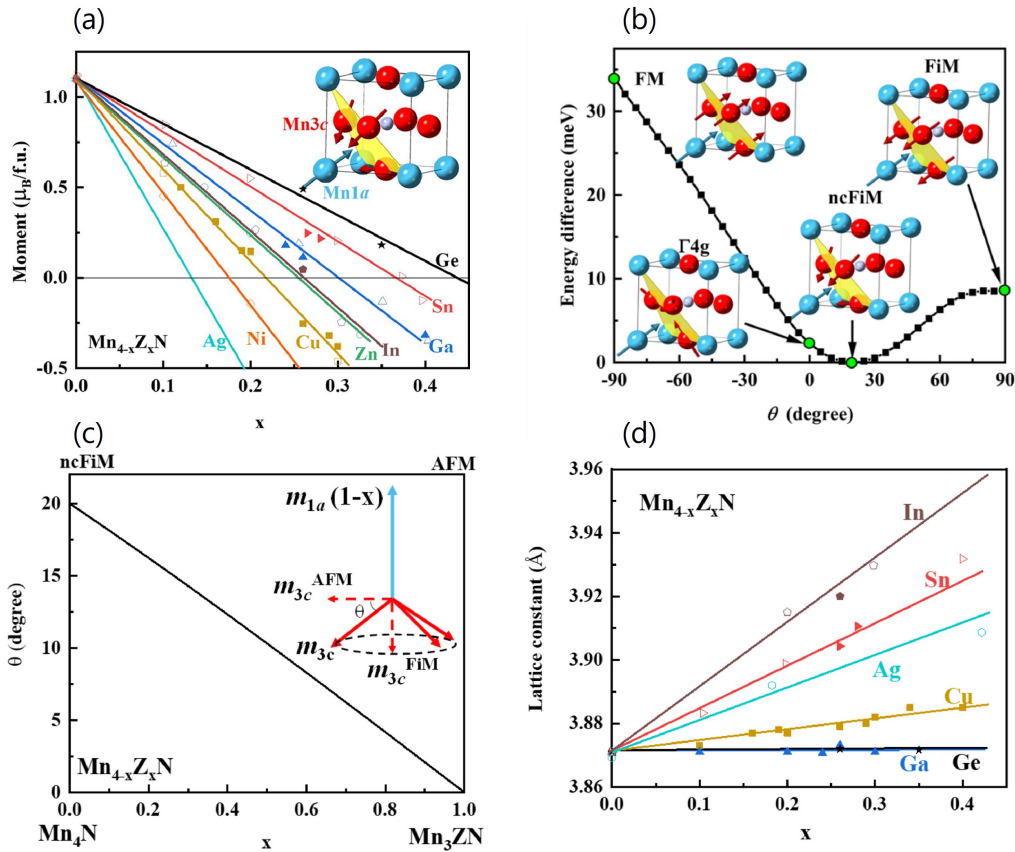 (a)
Moment (μB/f.u.)
1.0
0.5
0.0
-0.5
0.0
0.1
0.2
0.3
0.4
x
Mn3c
Mn1a
Ge
Sn
Ga
In
Zn
Cu
Ni
Ag
Mn4-xZxN
(b)
Energy difference (meV)
30
20
10
0
-90
-60
-30
0
30
60
90
θ (degree)
FM
FiM
ncFiM
Γ4g
(c)
ncFiM
AFM
θ (degree)
20
15
10
5
0
0.0
0.2
0.4
0.6
0.8
1.0
Mn4N
x
Mn3ZN
m1a (1-x)
m3cAFM
θ
m3c
m3cFiM
Mn4-xZxN
(d)
Lattice constant (Å)
3.96
3.94
3.92
3.90
3.88
3.86
0.0
0.1
0.2
0.3
0.4
x
Mn4-xZxN
In
Sn
Ag
Cu
Ga
Ge